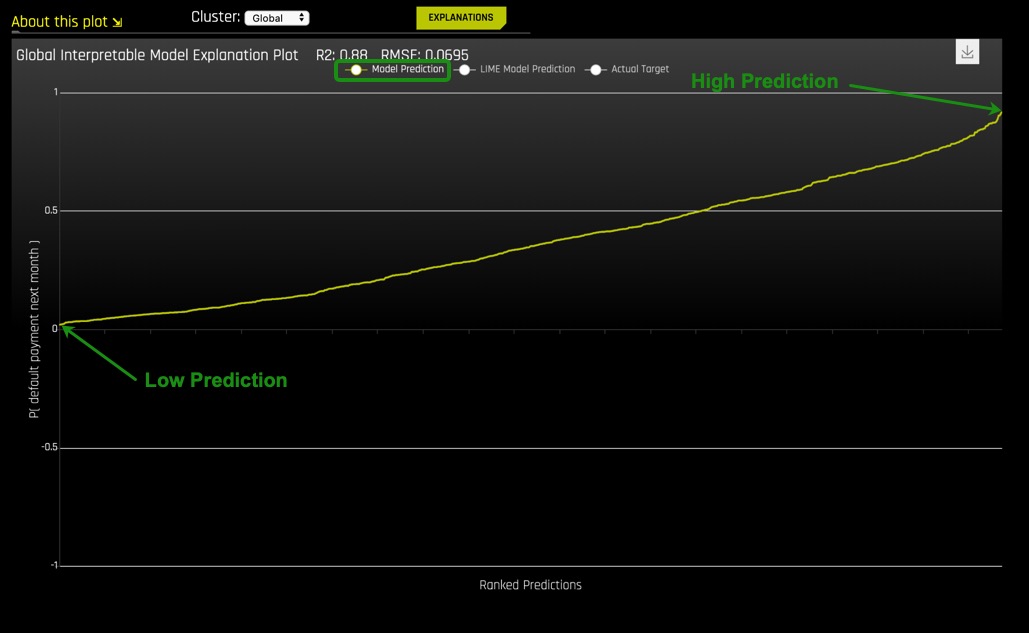 About this plot
Cluster: Global
EXPLANATIONS
Global Interpretable Model Explanation Plot R2: 0.88 RMSE: 0.0695
Model Prediction LIME Model Prediction Actual Target
High Prediction
1
0.5
0
-0.5
-1
P( default payment next month )
Low Prediction
Ranked Predictions